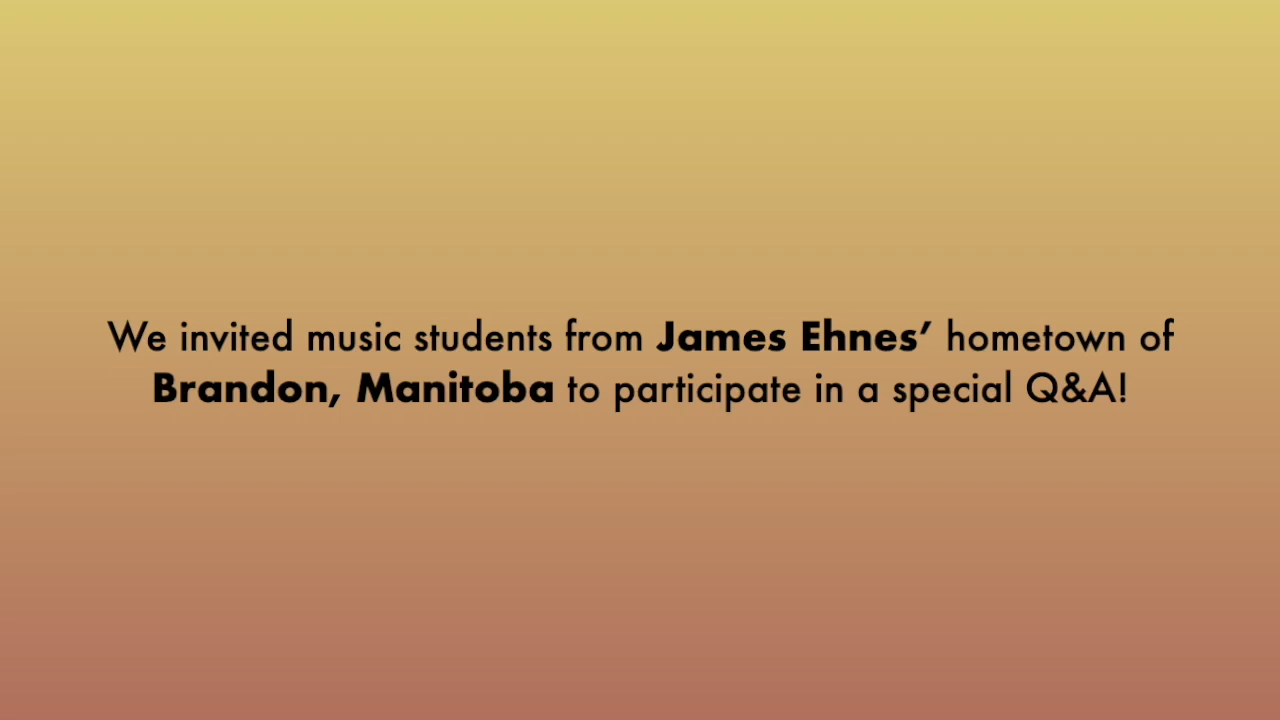 We invited music students from James Ehnes’ hometown of
Brandon, Manitoba to participate in a special Q&A!